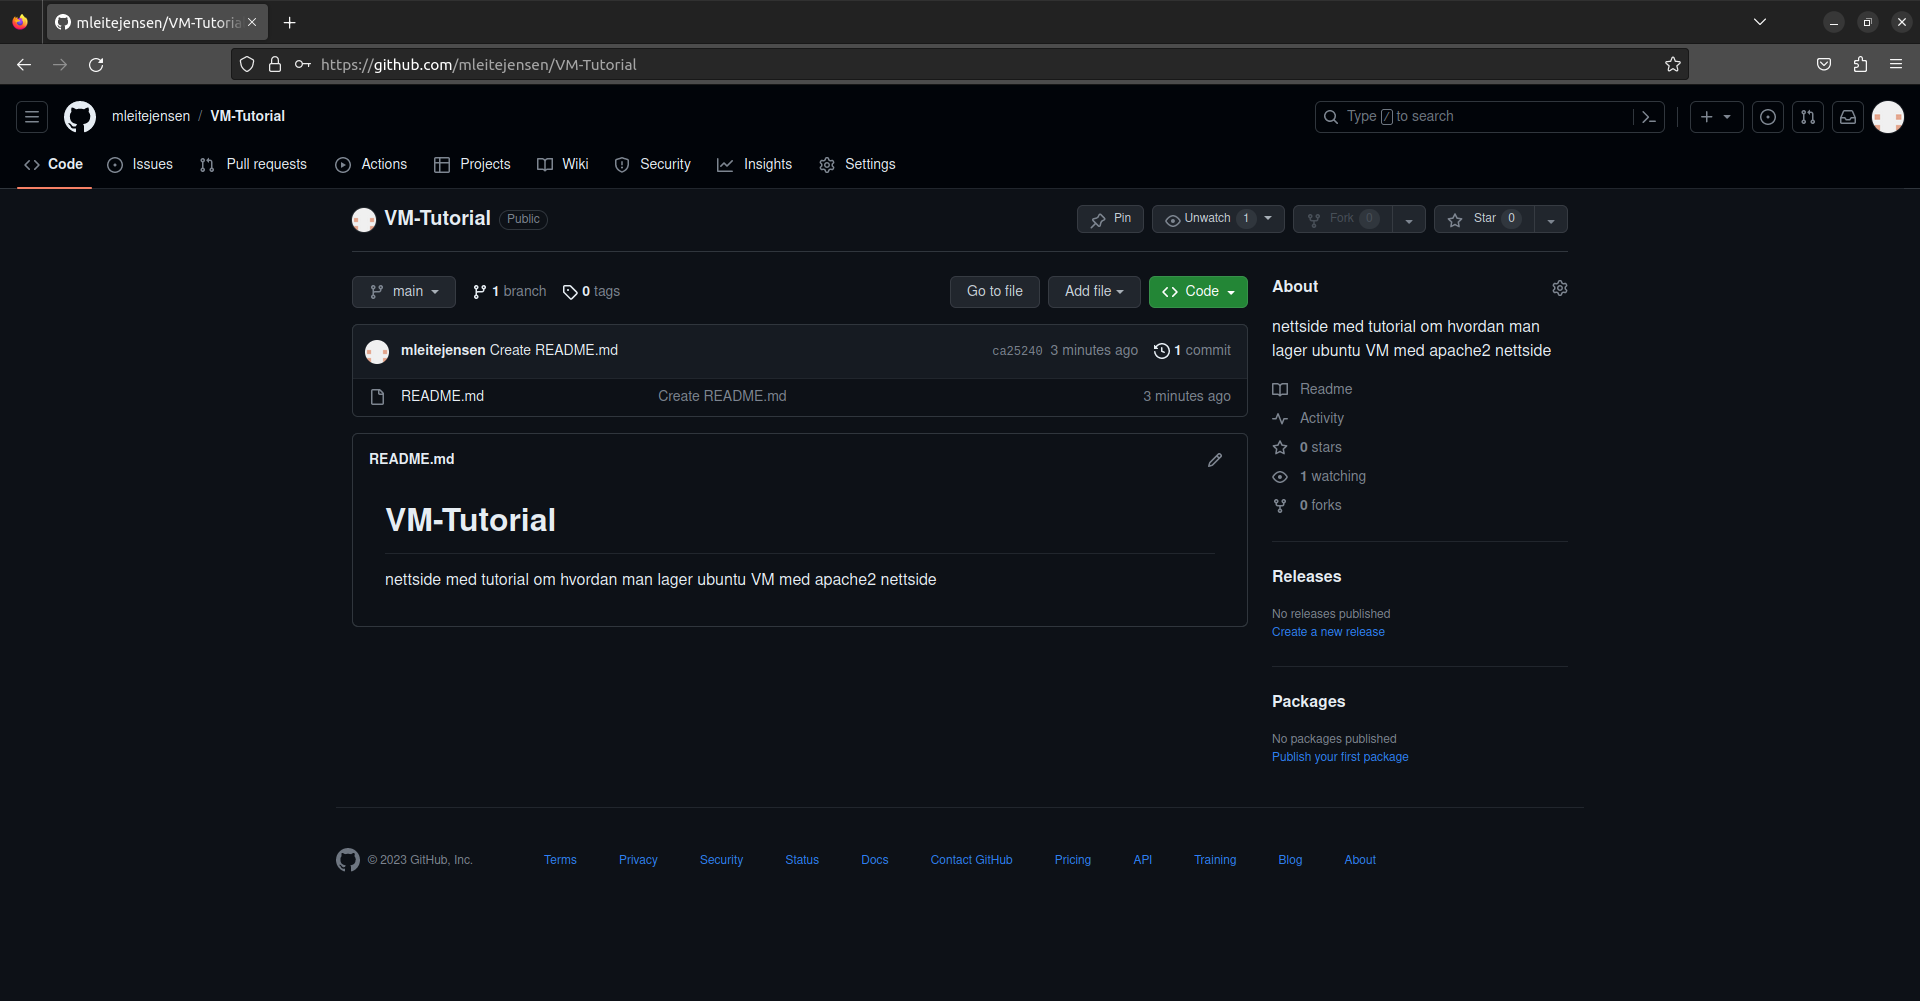 mleitejensen/VM-Tutoria
https://github.com/mleitejensen/VM-Tutorial
mleitejensen / VM-Tutorial
Type / to search
Code Issues Pull requests Actions Projects Wiki Security Insights Settings
VM-Tutorial Public
Pin Unwatch 1 Fork 0 Star 0
main 1 branch 0 tags Go to file Add file Code
mleitejensen Create README.md ca25240 3 minutes ago 1 commit
README.md Create README.md 3 minutes ago
README.md
VM-Tutorial
nettside med tutorial om hvordan man lager ubuntu VM med apache2 nettside
About
nettside med tutorial om hvordan man
lager ubuntu VM med apache2 nettside
Readme
Activity
0 stars
1 watching
0 forks
Releases
No releases published
Create a new release
Packages
No packages published
Publish your first package
© 2023 GitHub, Inc. Terms Privacy Security Status Docs Contact GitHub Pricing API Training Blog About